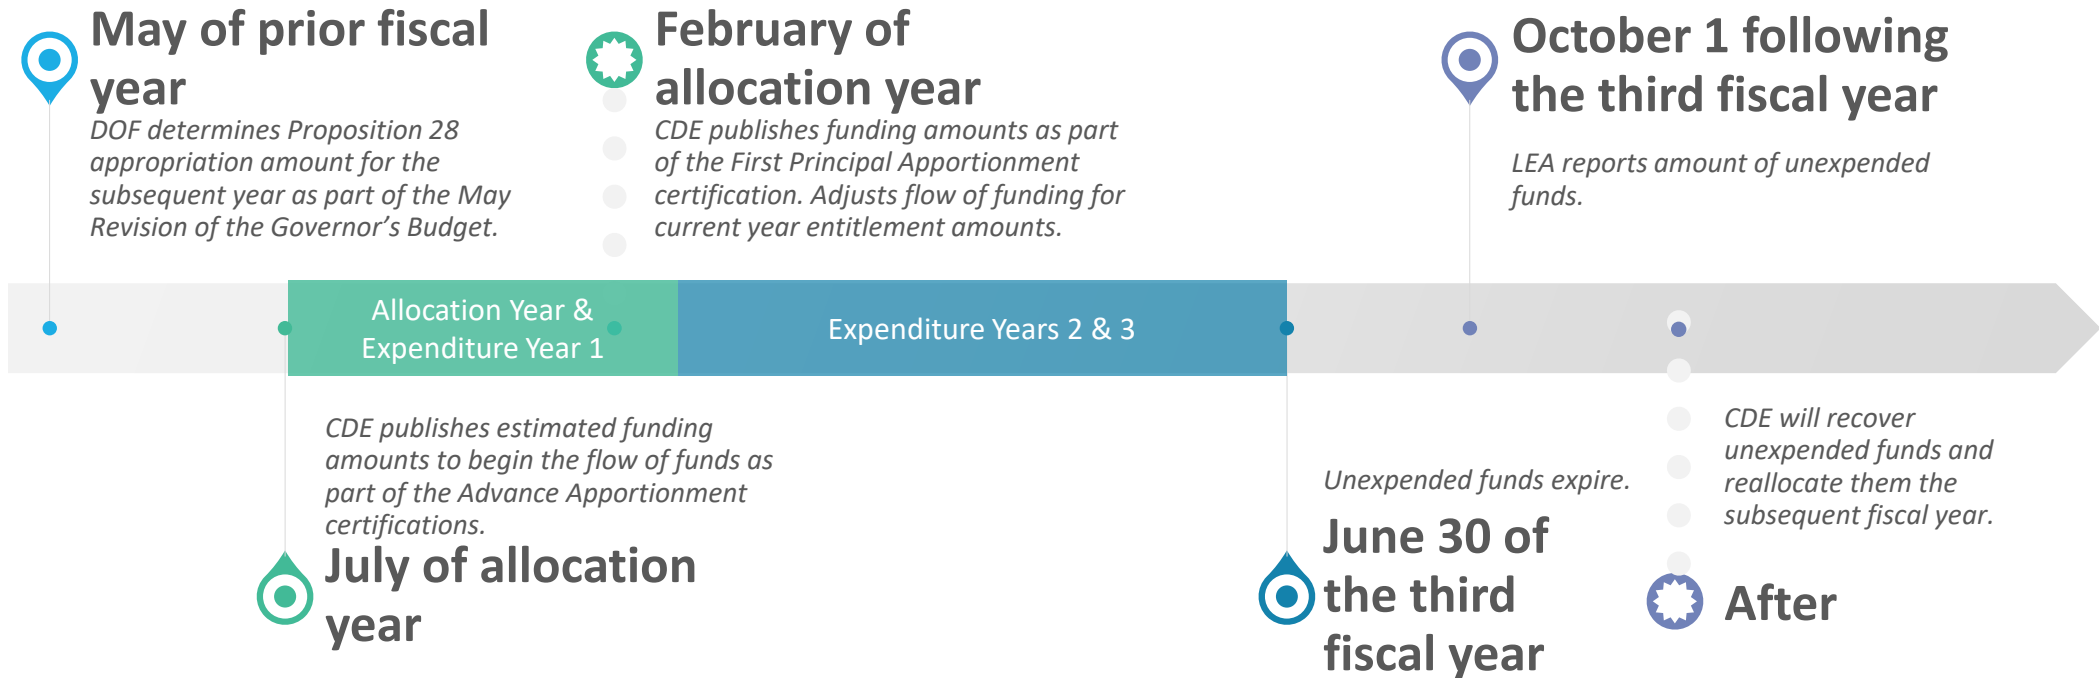 May of prior fiscal
year
DOF determines Proposition 28
appropriation amount for the
subsequent year as part of the May
Revision of the Governor’s Budget.
February of
allocation year
CDE publishes funding amounts as part
of the First Principal Apportionment
certification. Adjusts flow of funding for
current year entitlement amounts.
October 1 following
the third fiscal year
LEA reports amount of unexpended
funds.
Allocation Year &
Expenditure Year 1
Expenditure Years 2 & 3
CDE publishes estimated funding
amounts to begin the flow of funds as
part of the Advance Apportionment
certifications.
July of allocation
year
Unexpended funds expire.
June 30 of
the third
fiscal year
CDE will recover
unexpended funds and
reallocate them the
subsequent fiscal year.
After